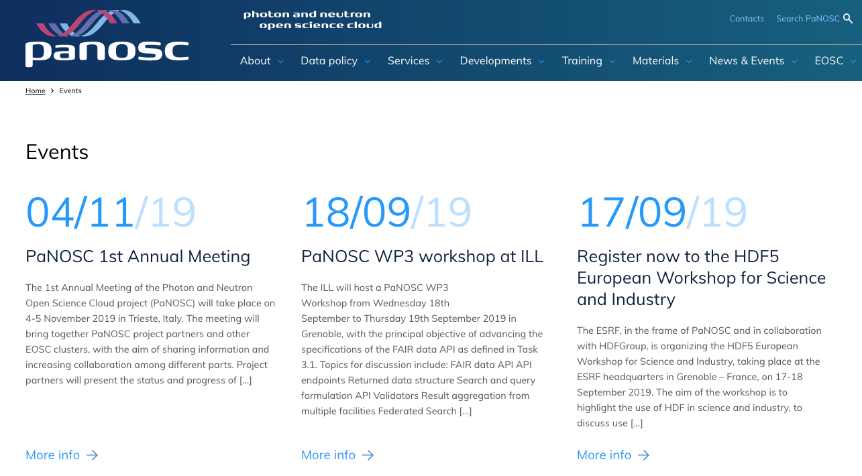 photon and neutron
open science cloud
Contacts Search PaNOSC
panosc
About Data policy Services Developments Training Materials News & Events EOSC
Home > Events
Events
04/11/19
PaNOSC 1st Annual Meeting
The 1st Annual Meeting of the Photon and Neutron
Open Science Cloud project (PaNOSC) will take place on
4-5 November 2019 in Trieste, Italy. The meeting will
bring together PaNOSC project partners and other
EOSC clusters, with the aim of sharing information and
increasing collaboration among different parts. Project
partners will present the status and progress of [...]
More info →
18/09/19
PaNOSC WP3 workshop at ILL
The ILL will host a PaNOSC WP3
Workshop from Wednesday 18th
September to Thursday 19th September 2019 in
Grenoble, with the principal objective of advancing the
specifications of the FAIR data API as defined in Task
3.1. Topics for discussion include: FAIR data API API
endpoints Returned data structure Search and query
formulation API Validators Result aggregation from
multiple facilities Federated Search [...]
More info →
17/09/19
Register now to the HDF5
European Workshop for Science
and Industry
The ESRF, in the frame of PaNOSC and in collaboration
with HDFGroup, is organizing the HDF5 European
Workshop for Science and Industry, taking place at the
ESRF headquarters in Grenoble – France, on 17-18
September 2019. The aim of the workshop is to
highlight the use of HDF in science and industry, to
discuss use [...]
More info →